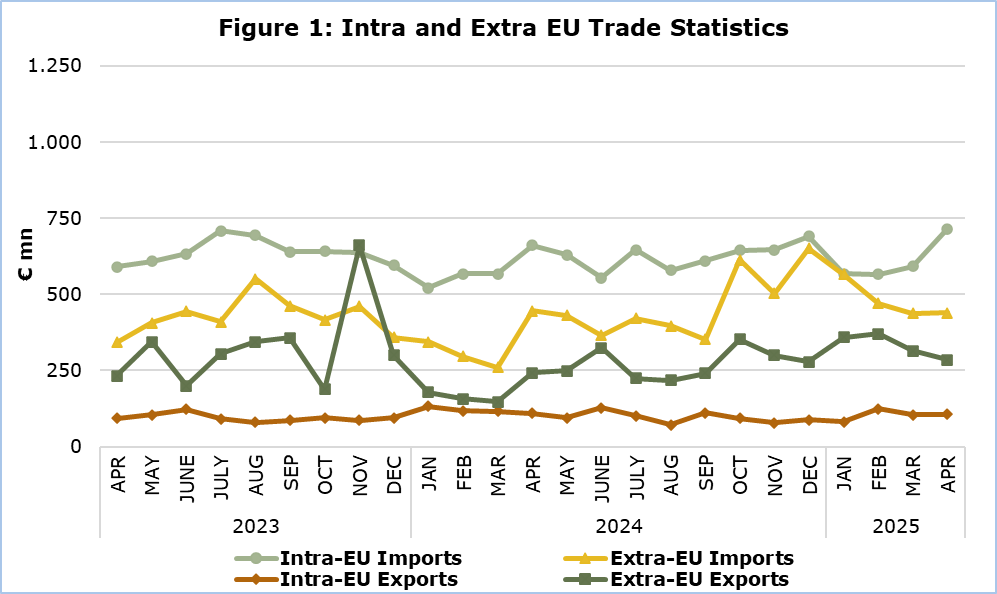 Figure 1: Intra and Extra EU Trade Statistics
1.250
1.000
750
500
250
0
€ mn
APR MAY JUNE JULY AUG SEP OCT NOV DEC JAN FEB MAR APR MAY JUNE JULY AUG SEP OCT NOV DEC JAN FEB MAR APR
2023 2024 2025
Intra-EU Imports Extra-EU Imports
Intra-EU Exports Extra-EU Exports